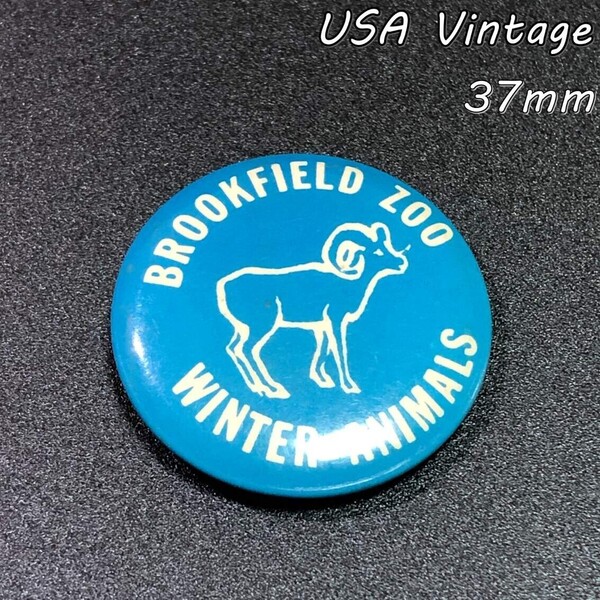 USA Vintage
37mm
BROOKFIELD ZOO
WINTER ANIMALS